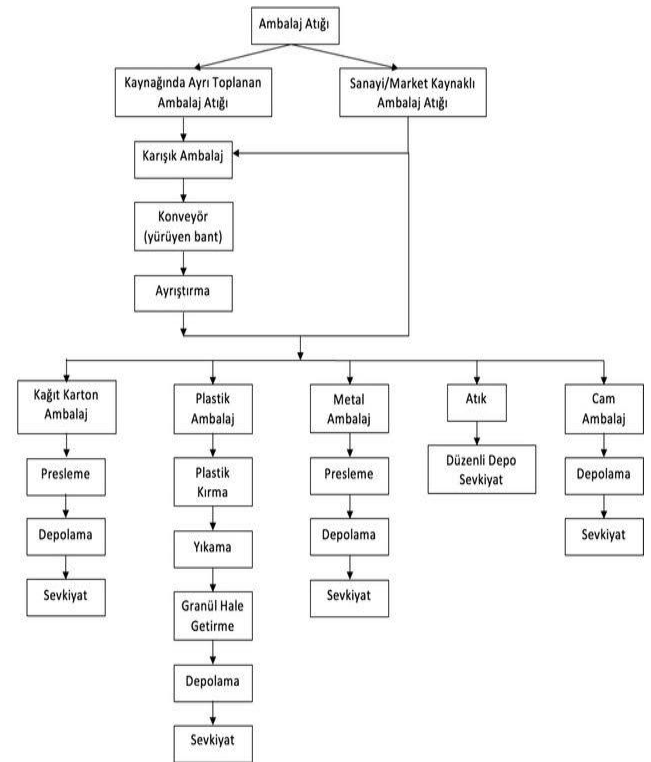 Ambalaj Atığı
Kaynağında Ayrı Toplanan
Ambalaj Atığı
Sanayi/Market Kaynaklı
Ambalaj Atığı
Karışık Ambalaj
Konveyör
(yürüyen bant)
Ayrıştırma
Kağıt Karton
Ambalaj
Presleme
Depolama
Sevkiyat
Plastik
Ambalaj
Plastik
Kırma
Yıkama
Granül Hale
Getirme
Depolama
Sevkiyat
Metal
Ambalaj
Presleme
Depolama
Sevkiyat
Atık
Düzenli Depo
Sevkiyat
Cam
Ambalaj
Depolama
Sevkiyat